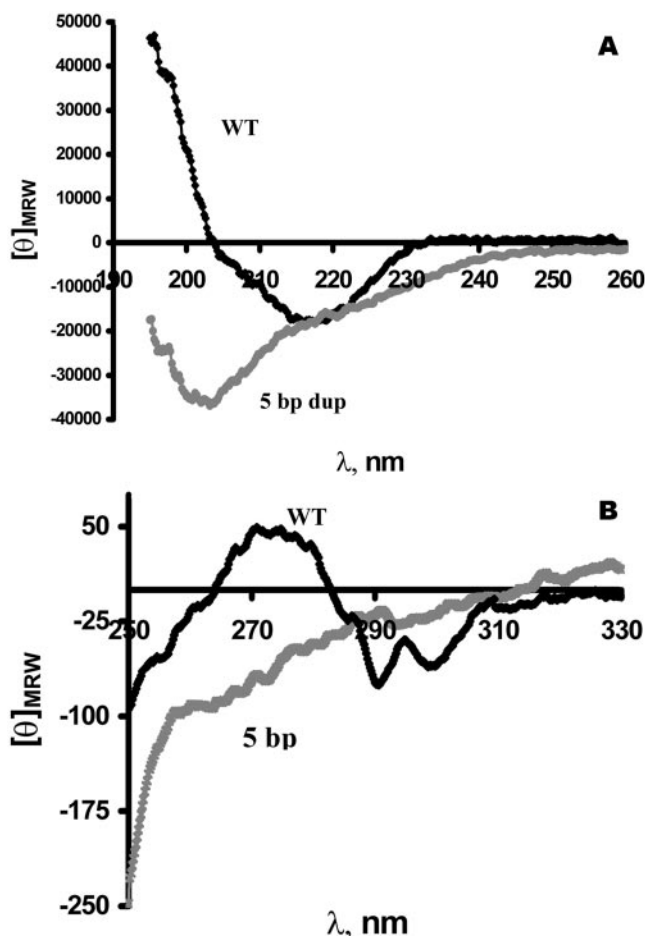 50000
A
40000
30000
WT
20000
[θ]MRW
10000
0
190 200 210 220 230 240 250 260
-10000
-20000
-30000
5 bp dup
-40000
λ, nm
50
WT
B
-25
250 270 290 310 330
[θ]MRW
-100
5 bp
-175
-250
λ, nm